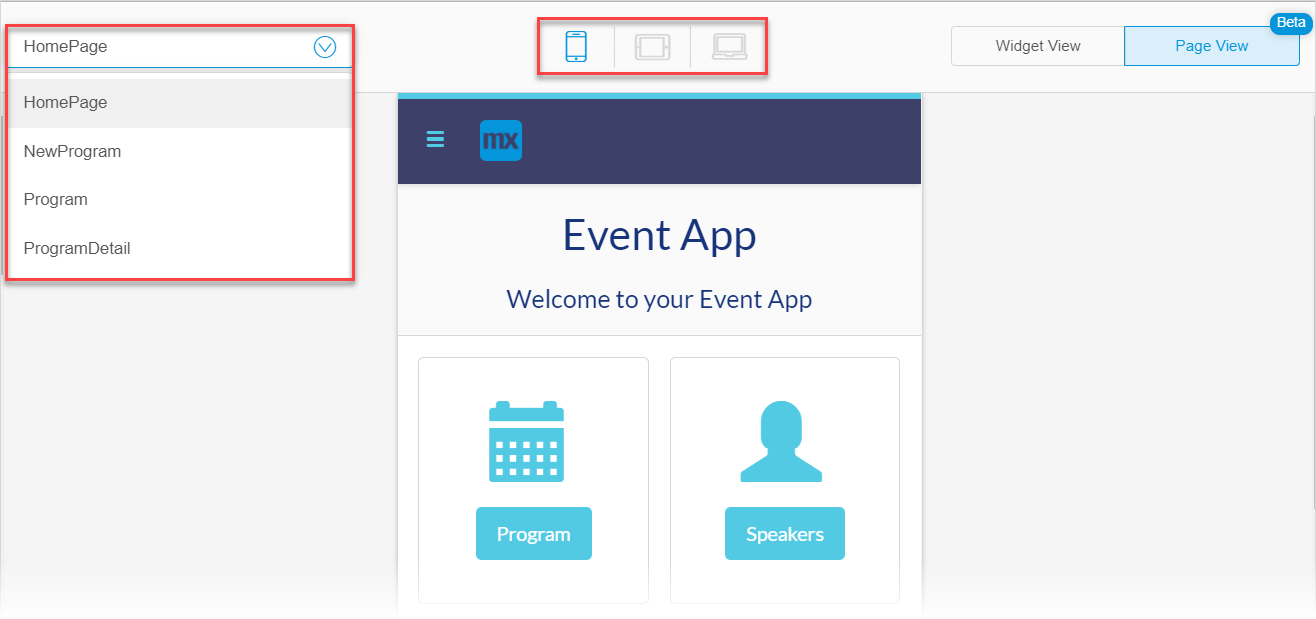 HomePage
Widget View
Page View
Beta
HomePage
NewProgram
Program
ProgramDetail
mx
Event App
Welcome to your Event App
Program
Speakers